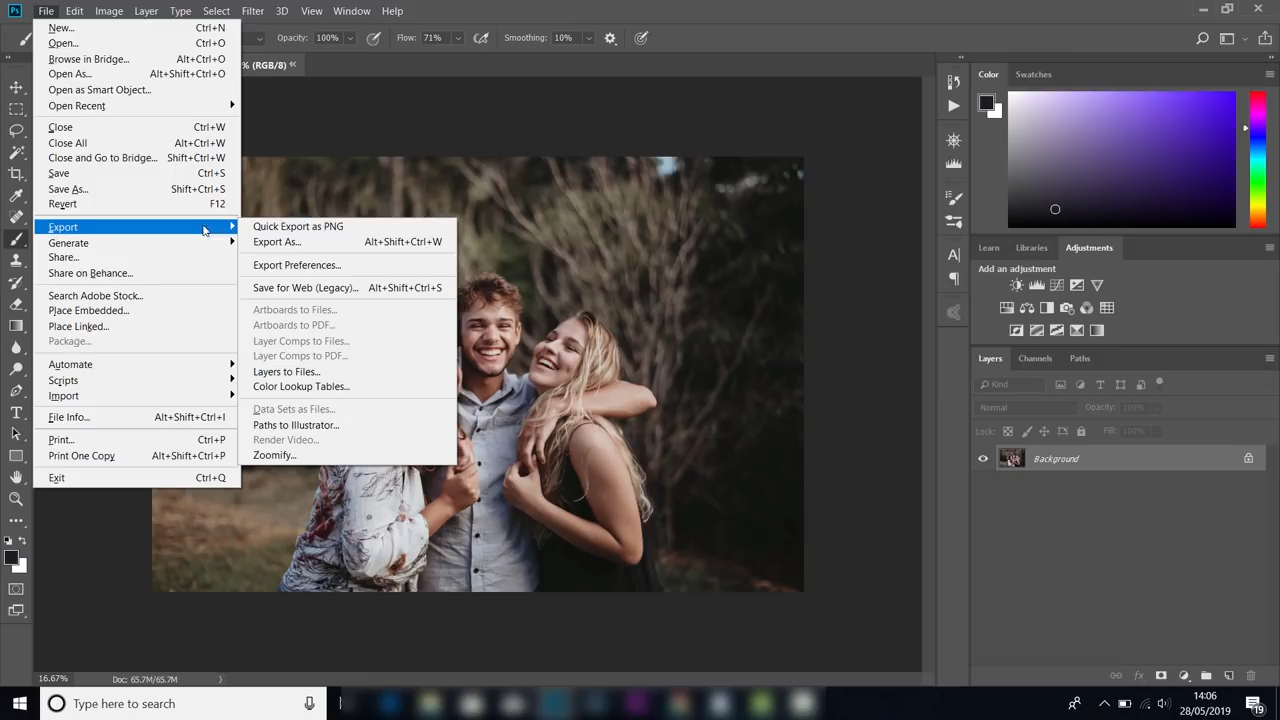 Ps File Edit Image Layer Type Select Filter 3D View Window Help
Opacity: 100% Flow: 71% Smoothing: 10%
% (RGB/8)
New... Ctrl+N
Open... Ctrl+O
Browse in Bridge... Alt+Ctrl+O
Open As... Alt+Shift+Ctrl+O
Open as Smart Object...
Open Recent
Close Ctrl+W
Close All Alt+Ctrl+W
Close and Go to Bridge... Shift+Ctrl+W
Save Ctrl+S
Save As... Shift+Ctrl+S
Revert F12
Export
Generate
Share...
Share on Behance...
Search Adobe Stock...
Place Embedded...
Place Linked...
Package...
Automate
Scripts
Import
File Info... Alt+Shift+Ctrl+I
Print... Ctrl+P
Print One Copy Alt+Shift+Ctrl+P
Exit Ctrl+Q
Quick Export as PNG
Export As... Alt+Shift+Ctrl+W
Export Preferences...
Save for Web (Legacy)... Alt+Shift+Ctrl+S
Artboards to Files...
Artboards to PDF...
Layer Comps to Files...
Layer Comps to PDF...
Layers to Files...
Color Lookup Tables...
Data Sets as Files...
Paths to Illustrator...
Render Video...
Zoomify...
Color Swatches
Learn Libraries Adjustments
Add an adjustment
Layers Channels Paths
Kind
Normal Opacity: 100%
Lock: Fill: 100%
Background
16.67% Doc: 65.7M/65.7M
Type here to search
14:06
28/05/2019
19